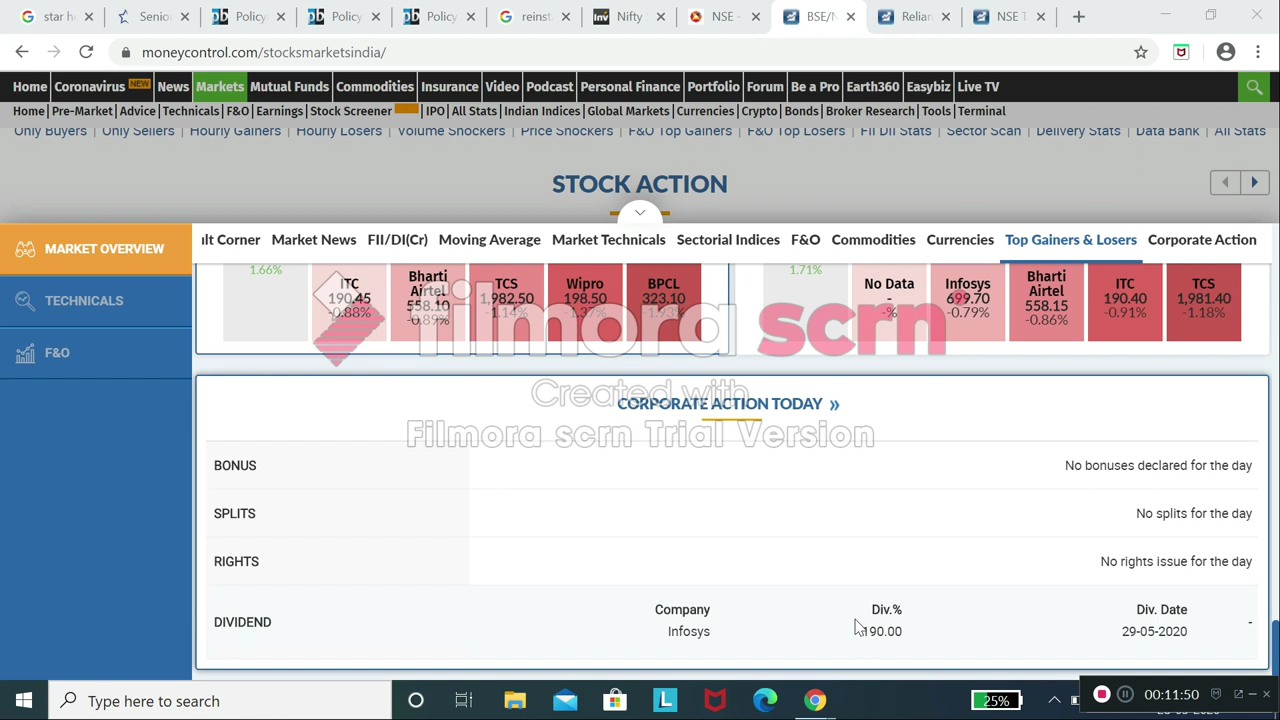 star h
Senio
Policy
Policy
Policy
reinst
Nifty
NSE -
BSE/N
Relian
NSE T
moneycontrol.com/stocksmarketsindia/
Home Coronavirus NEW News Markets Mutual Funds Commodities Insurance Video Podcast Personal Finance Portfolio Forum Be a Pro Earth360 Easybiz Live TV
Home Pre-Market Advice Technicals F&O Earnings Stock Screener IPO All Stats Indian Indices Global Markets Currencies Crypto Bonds Broker Research Tools Terminal
Only Buyers | Only Sellers | Hourly Gainers | Hourly Losers | Volume Shockers | Price Shockers | F&O Top Gainers | F&O Top Losers | FII DII Stats | Sector Scan | Delivery Stats | Data Bank | All Stats
STOCK ACTION
MARKET OVERVIEW
TECHNICALS
F&O
ult Corner Market News FII/DI(Cr) Moving Average Market Technicals Sectorial Indices F&O Commodities Currencies Top Gainers & Losers Corporate Action
1.66%
ITC 190.45 -0.88%
Bharti Airtel 558.10 -0.89%
TCS 1,982.50 -1.14%
Wipro 198.50 -1.37%
BPCL 323.10 -1.93%
1.71%
No Data - -%
Infosys 699.70 -0.79%
Bharti Airtel 558.15 -0.86%
ITC 190.40 -0.91%
TCS 1,981.40 -1.18%
filmora scrn
Created with
Filmora scrn Trial Version
CORPORATE ACTION TODAY »
BONUS No bonuses declared for the day
SPLITS No splits for the day
RIGHTS No rights issue for the day
DIVIDEND
Company Div.% Div. Date
Infosys 190.00 29-05-2020 -
Type here to search
25%
00:11:50